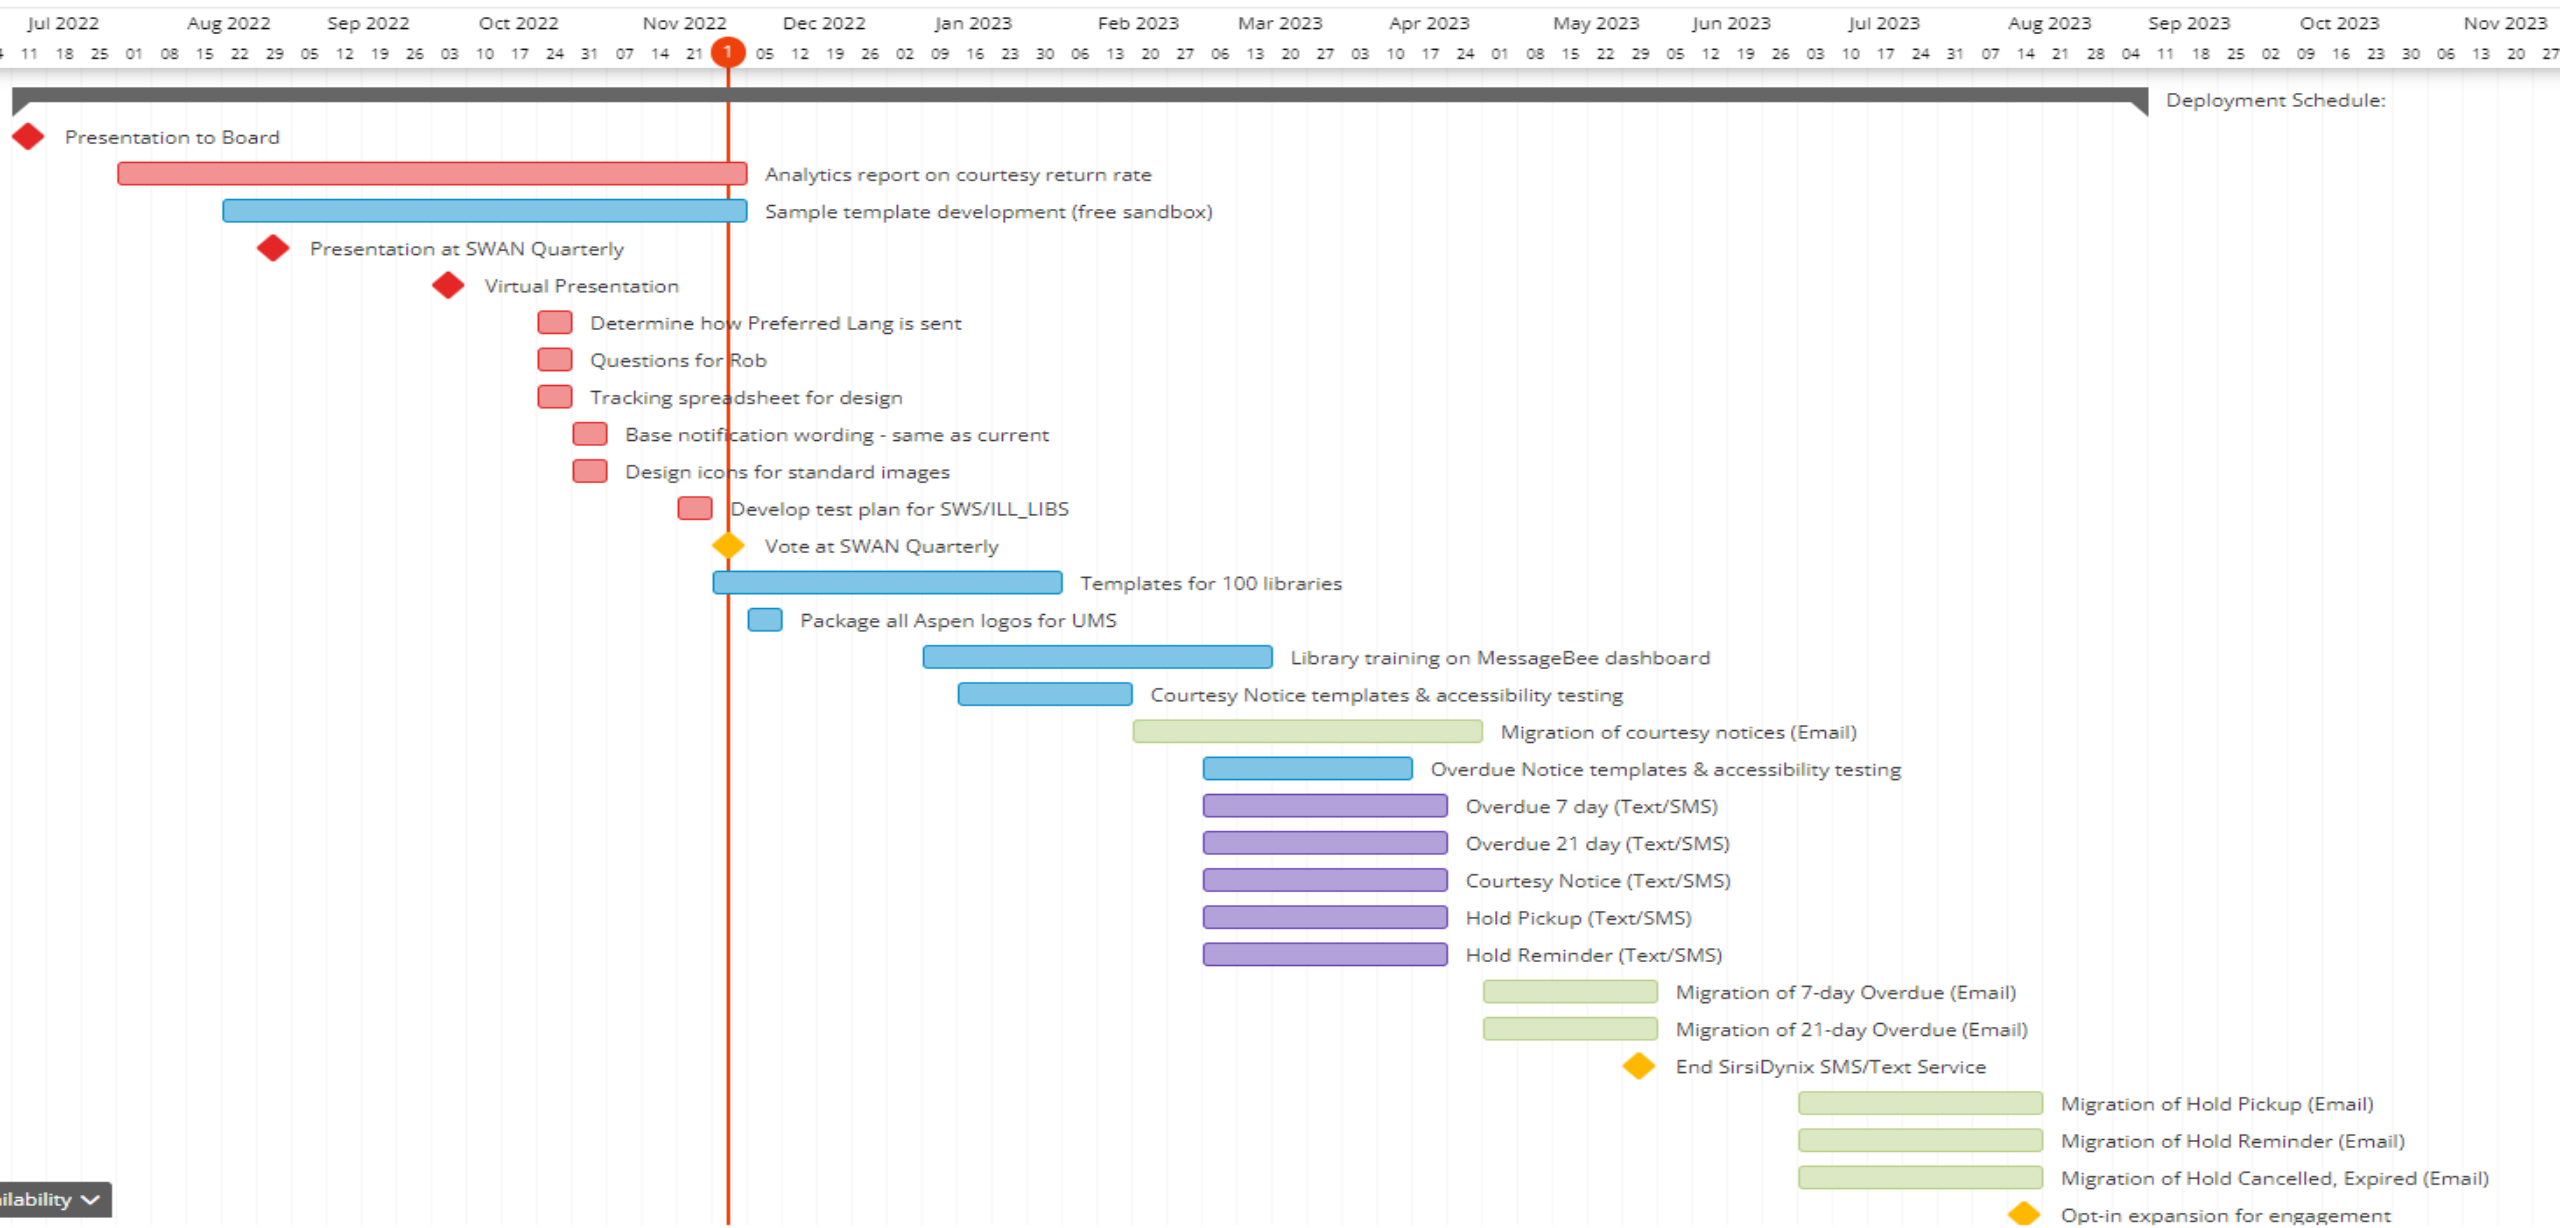 Jul 2022 Aug 2022 Sep 2022 Oct 2022 Nov 2022 Dec 2022 Jan 2023 Feb 2023 Mar 2023 Apr 2023 May 2023 Jun 2023 Jul 2023 Aug 2023 Sep 2023 Oct 2023 Nov 2023
11 18 25 01 08 15 22 29 05 12 19 26 03 10 17 24 31 07 14 21 1 05 12 19 26 02 09 16 23 30 06 13 20 27 06 13 20 27 03 10 17 24 01 08 15 22 29 05 12 19 26 03 10 17 24 31 07 14 21 28 04 11 18 25 02 09 16 23 30 06 13 20 27
Deployment Schedule:
Presentation to Board
Analytics report on courtesy return rate
Sample template development (free sandbox)
Presentation at SWAN Quarterly
Virtual Presentation
Determine how Preferred Lang is sent
Questions for Rob
Tracking spreadsheet for design
Base notification wording - same as current
Design icons for standard images
Develop test plan for SWS/ILL_LIBS
Vote at SWAN Quarterly
Templates for 100 libraries
Package all Aspen logos for UMS
Library training on MessageBee dashboard
Courtesy Notice templates & accessibility testing
Migration of courtesy notices (Email)
Overdue Notice templates & accessibility testing
Overdue 7 day (Text/SMS)
Overdue 21 day (Text/SMS)
Courtesy Notice (Text/SMS)
Hold Pickup (Text/SMS)
Hold Reminder (Text/SMS)
Migration of 7-day Overdue (Email)
Migration of 21-day Overdue (Email)
End SirsiDynix SMS/Text Service
Migration of Hold Pickup (Email)
Migration of Hold Reminder (Email)
Migration of Hold Cancelled, Expired (Email)
ilability
Opt-in expansion for engagement